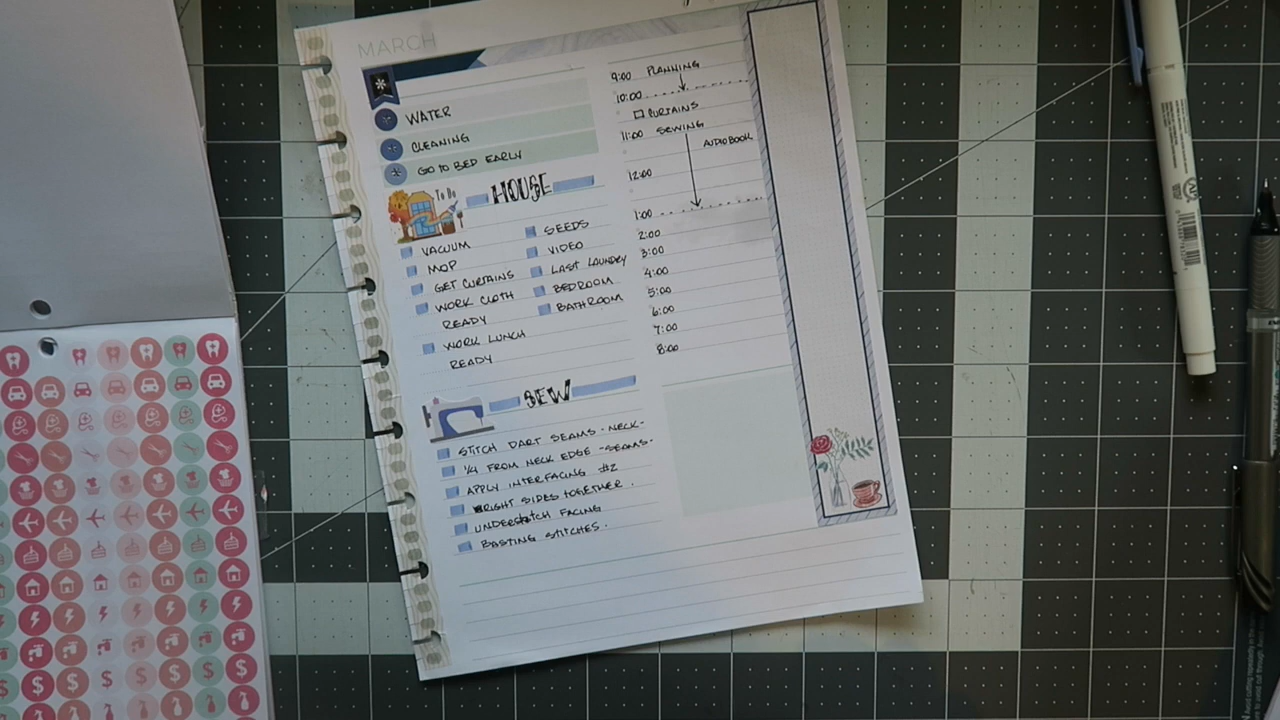 MARCH
WATER
CLEANING
GO TO BED EARLY
To Do
HOUSE
VACUUM
MOP
GET CURTAINS
WORK CLOTH
READY
WORK LUNCH
READY
SEEDS
VIDEO
LAST LAUNDRY
BEDROOM
BATHROOM
SEW
STITCH DART SEAMS - NECK-
1/4 FROM NECK EDGE -SEAMS-
APPLY INTERFACING #2
RIGHT SIDES TOGETHER.
UNDERSTITCH FACING
BASTING STITCHES.
9:00 PLANNING
10:00
CURTAINS
11:00 SEWING
AUDIOBOOK
12:00
1:00
2:00
3:00
4:00
5:00
6:00
7:00
8:00